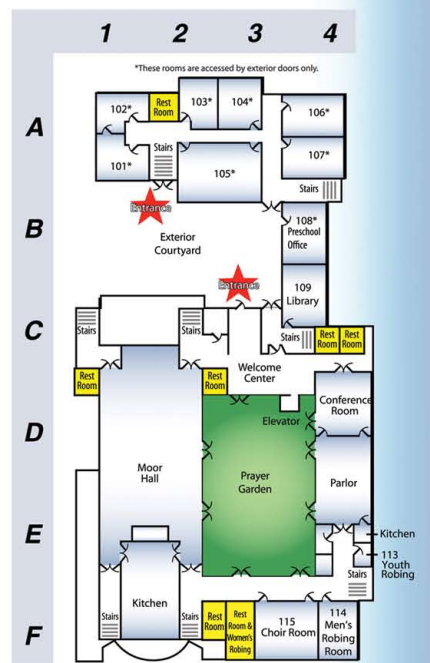 1 2 3 4
*These rooms are accessed by exterior doors only.
A
102*
Rest
Room
103*
104*
106*
101*
Stairs
105*
107*
Stairs
B
Entrance
Exterior
Courtyard
108*
Preschool
Office
Entrance
109
Library
C
Stairs
Stairs
Stairs
Rest
Room
Rest
Room
Rest
Room
Rest
Room
Welcome
Center
Conference
Room
D
Elevator
Moor
Hall
Prayer
Garden
Parlor
E
Kitchen
113
Youth
Robing
Stairs
Kitchen
Stairs
Stairs
F
Rest
Room
Rest
Room &
Women's
Robing
115
Choir Room
114
Men's
Robing
Room